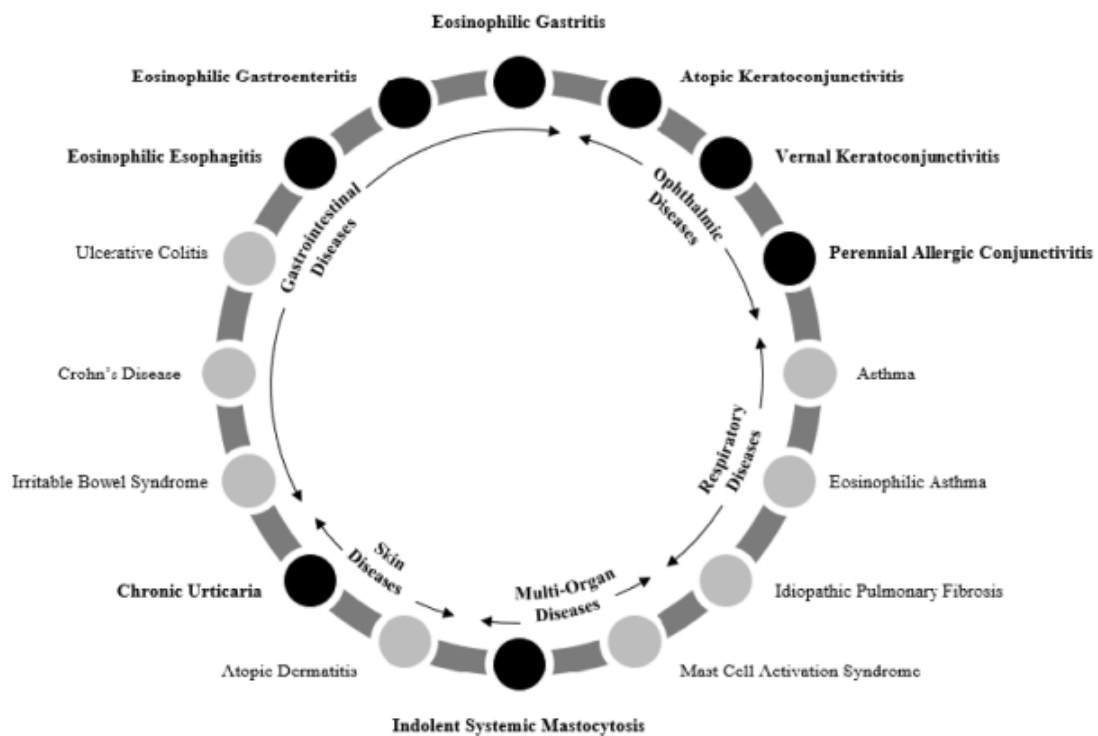 Eosinophilic Gastritis
Eosinophilic Gastroenteritis
Atopic Keratoconjunctivitis
Eosinophilic Esophagitis
Vernal Keratoconjunctivitis
Gastrointestinal
Diseases
Ophthalmic
Diseases
Ulcerative Colitis
Perennial Allergic Conjunctivitis
Crohn's Disease
Asthma
Respiratory
Diseases
Irritable Bowel Syndrome
Eosinophilic Asthma
Skin
Diseases
Multi-Organ
Diseases
Chronic Urticaria
Idiopathic Pulmonary Fibrosis
Atopic Dermatitis
Mast Cell Activation Syndrome
Indolent Systemic Mastocytosis